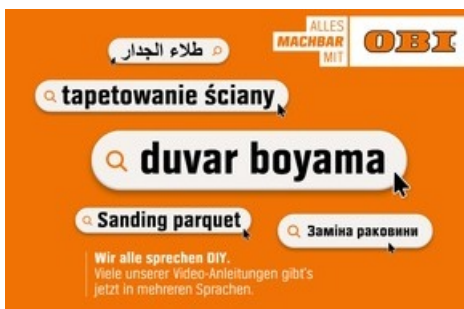 ALLES
MACHBAR
MIT
OBI
طلاء الجدار
tapetowanie ściany
duvar boyama
Sanding parquet
Заміна раковини
Wir alle sprechen DIY.
Viele unserer Video-Anleitungen gibt's
jetzt in mehreren Sprachen.